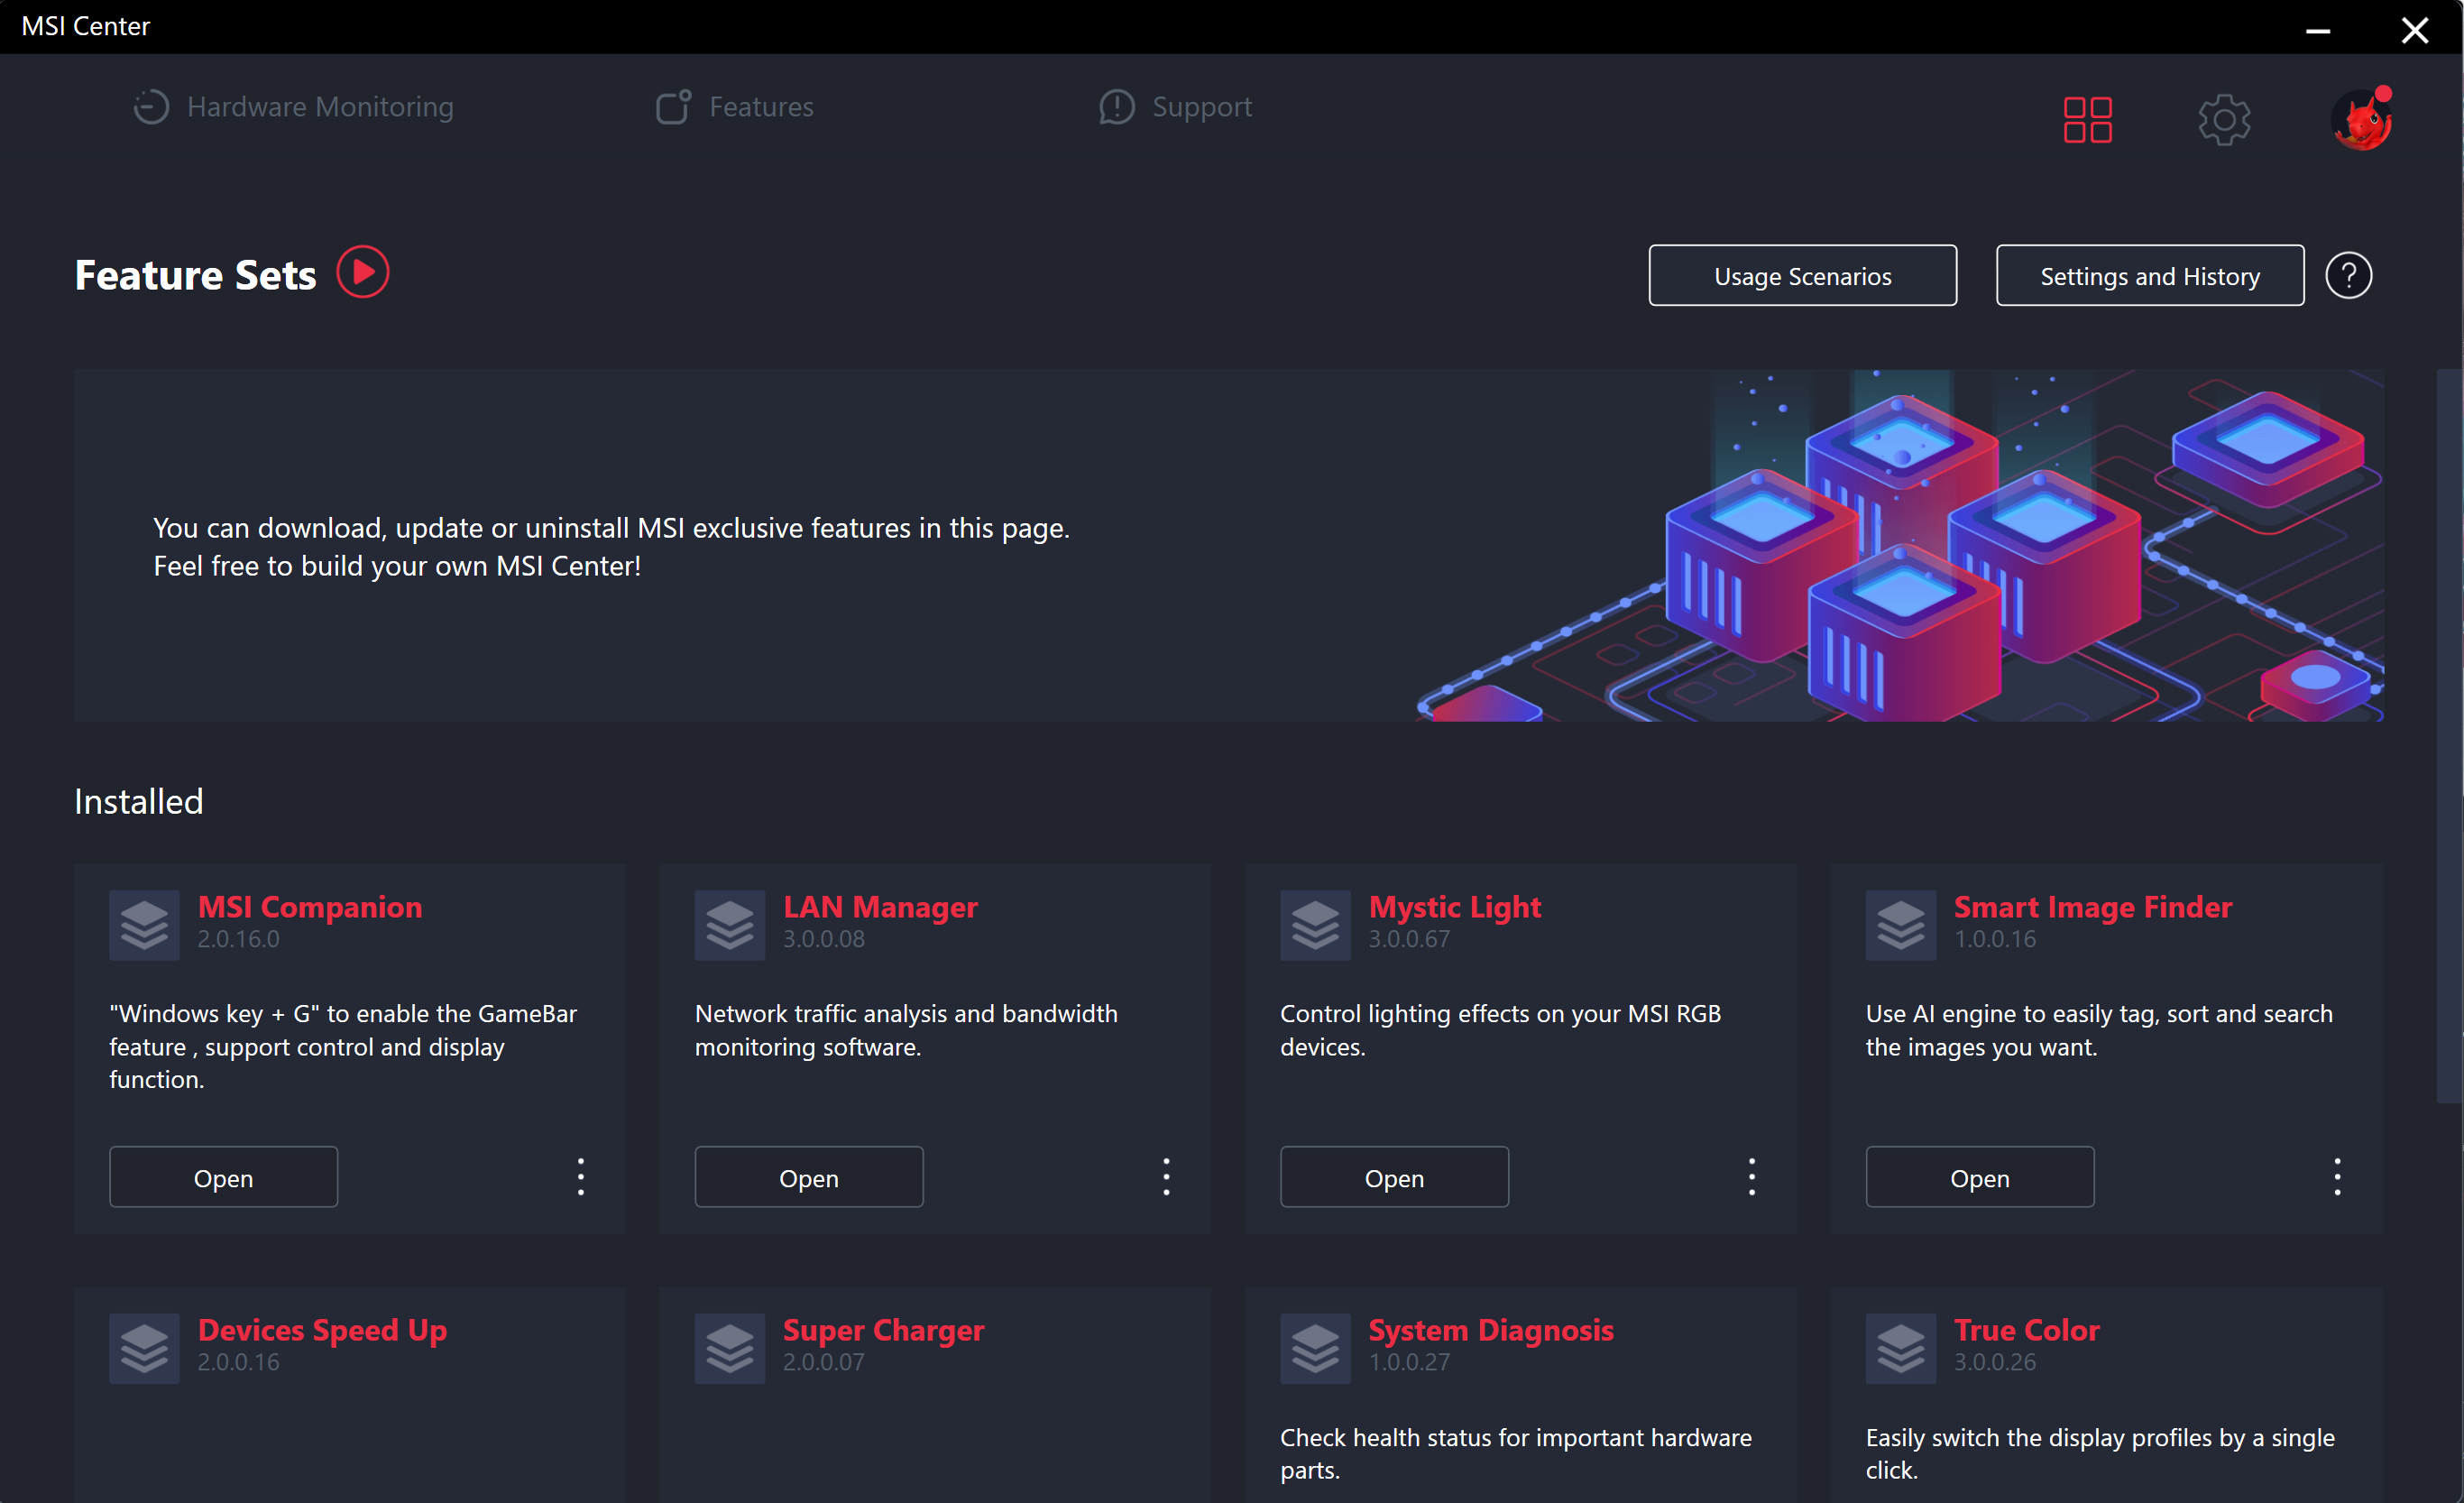 MSI Center
Hardware Monitoring
Features
Support
Feature Sets
Usage Scenarios
Settings and History
?
You can download, update or uninstall MSI exclusive features in this page.
Feel free to build your own MSI Center!
Installed
MSI Companion
2.0.16.0
"Windows key + G" to enable the GameBar
feature , support control and display
function.
Open
LAN Manager
3.0.0.08
Network traffic analysis and bandwidth
monitoring software.
Open
Mystic Light
3.0.0.67
Control lighting effects on your MSI RGB
devices.
Open
Smart Image Finder
1.0.0.16
Use AI engine to easily tag, sort and search
the images you want.
Open
Devices Speed Up
2.0.0.16
Super Charger
2.0.0.07
System Diagnosis
1.0.0.27
Check health status for important hardware
parts.
True Color
3.0.0.26
Easily switch the display profiles by a single
click.